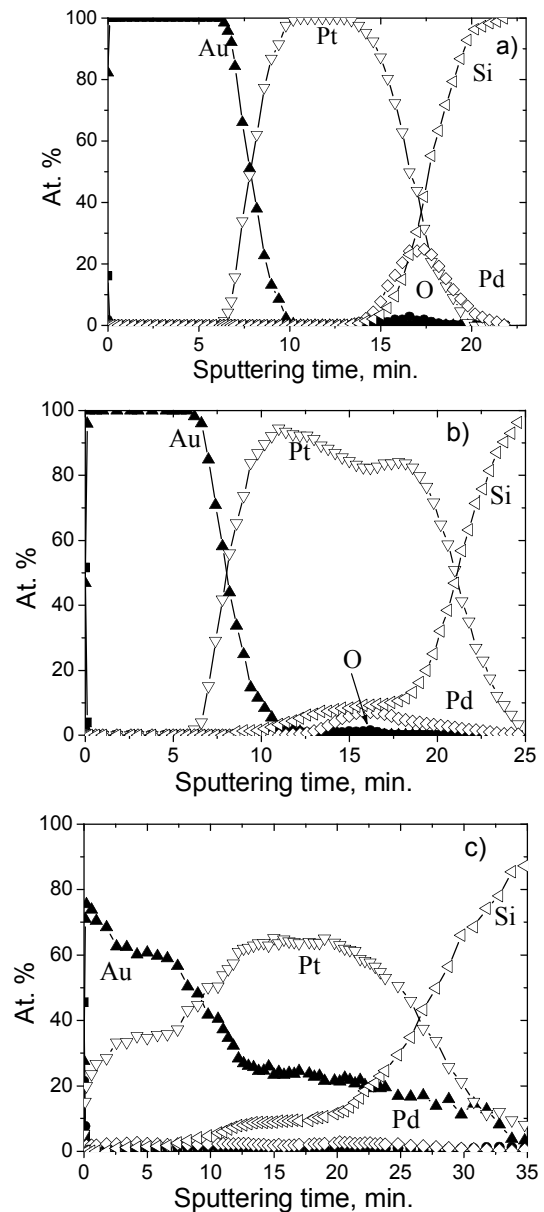 a)
Au
Pt
Si
O
Pd
At. %
100
80
60
40
20
0
0 5 10 15 20
Sputtering time, min.
b)
Au
Pt
Si
O
Pd
At. %
100
80
60
40
20
0
0 5 10 15 20 25
Sputtering time, min.
c)
Au
Pt
Si
Pd
At. %
100
80
60
40
20
0
0 5 10 15 20 25 30 35
Sputtering time, min.